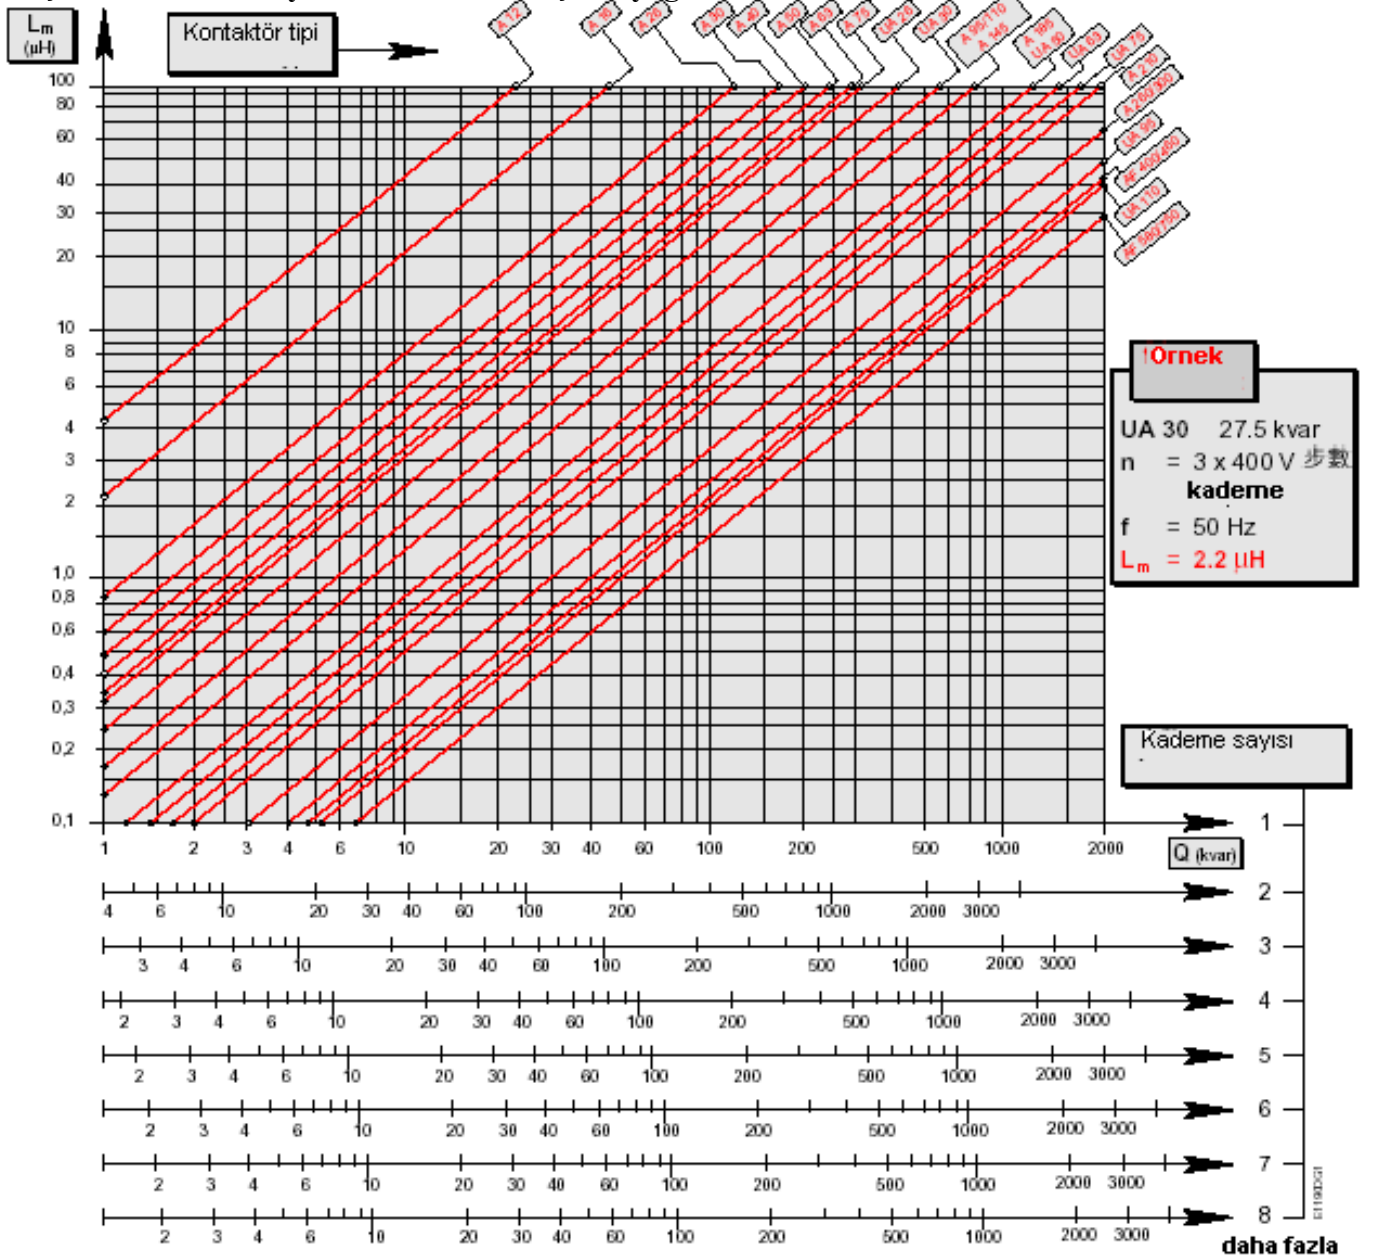 Lm
(µH)
Kontaktör tipi
A 12
A 16
A 26
A 30
A 40
A 50
A 63
A 75
UA 26
UA 30
A 95/110
A 145
A 185
UA 50
UA 63
UA 75
A 210
A 260/300
UA 95
AF 400/460
UA 110
AF 580/750
100
80
60
40
30
20
10
8
6
4
3
2
1,0
0,8
0,6
0,4
0,3
0,2
0,1
Örnek
UA 30 27.5 kvar
n = 3 x 400 V 步數
kademe
f = 50 Hz
Lm = 2.2 µH
Kademe sayısı
1 2 3 4 6 10 20 30 40 60 100 200 500 1000 2000
Q (kvar)
1
4 6 10 20 30 40 60 100 200 500 1000 2000 3000
2
3 4 6 10 20 30 40 60 100 200 500 1000 2000 3000
3
2 3 4 6 10 20 30 40 60 100 200 500 1000 2000 3000
4
2 3 4 6 10 20 30 40 60 100 200 500 1000 2000 3000
5
2 3 4 6 10 20 30 40 60 100 200 500 1000 2000 3000
6
2 3 4 6 10 20 30 40 60 100 200 500 1000 2000 3000
7
2 3 4 6 10 20 30 40 60 100 200 500 1000 2000 3000
8
daha fazla